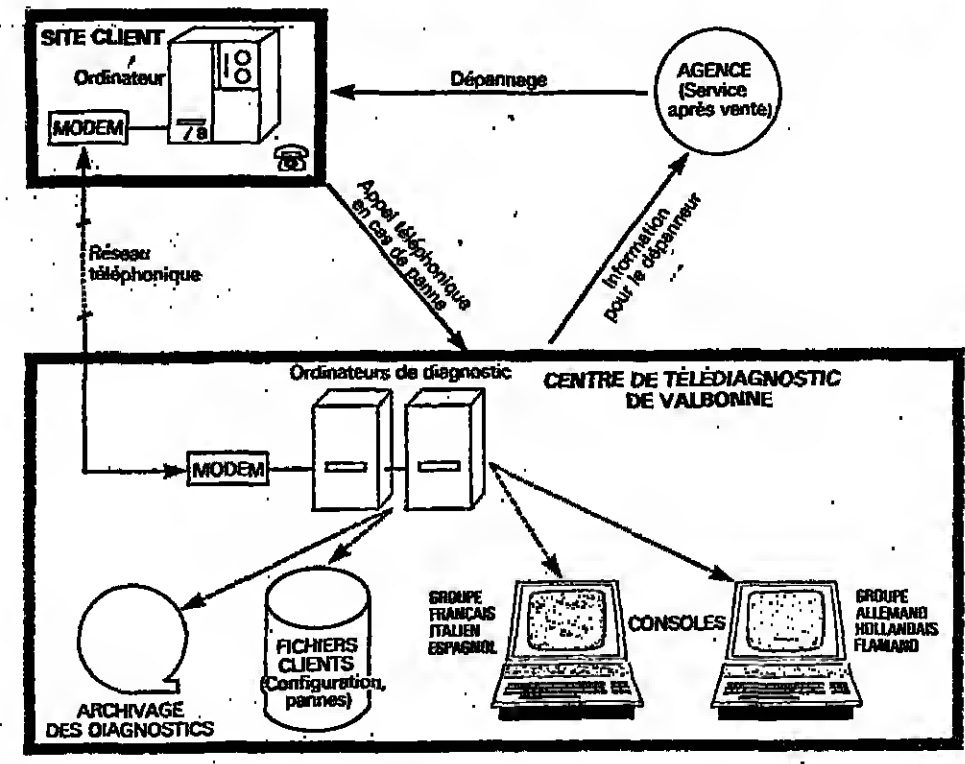 SITE CLIENT
Ordinateur
MODEM
Dépannage
AGENCE
(Service
après vente)
Réseau
téléphonique
Appel téléphonique
en cas de panne
Information
pour le dépanneur
Ordinateurs de diagnostic
CENTRE DE TÉLÉDIAGNOSTIC
DE VALBONNE
MODEM
ARCHIVAGE
DES DIAGNOSTICS
FICHIERS
CLIENTS
(Configuration,
pannes)
GROUPE
FRANÇAIS
ITALIEN
ESPAGNOL
CONSOLES
GROUPE
ALLEMAND
HOLLANDAIS
FLAMAND